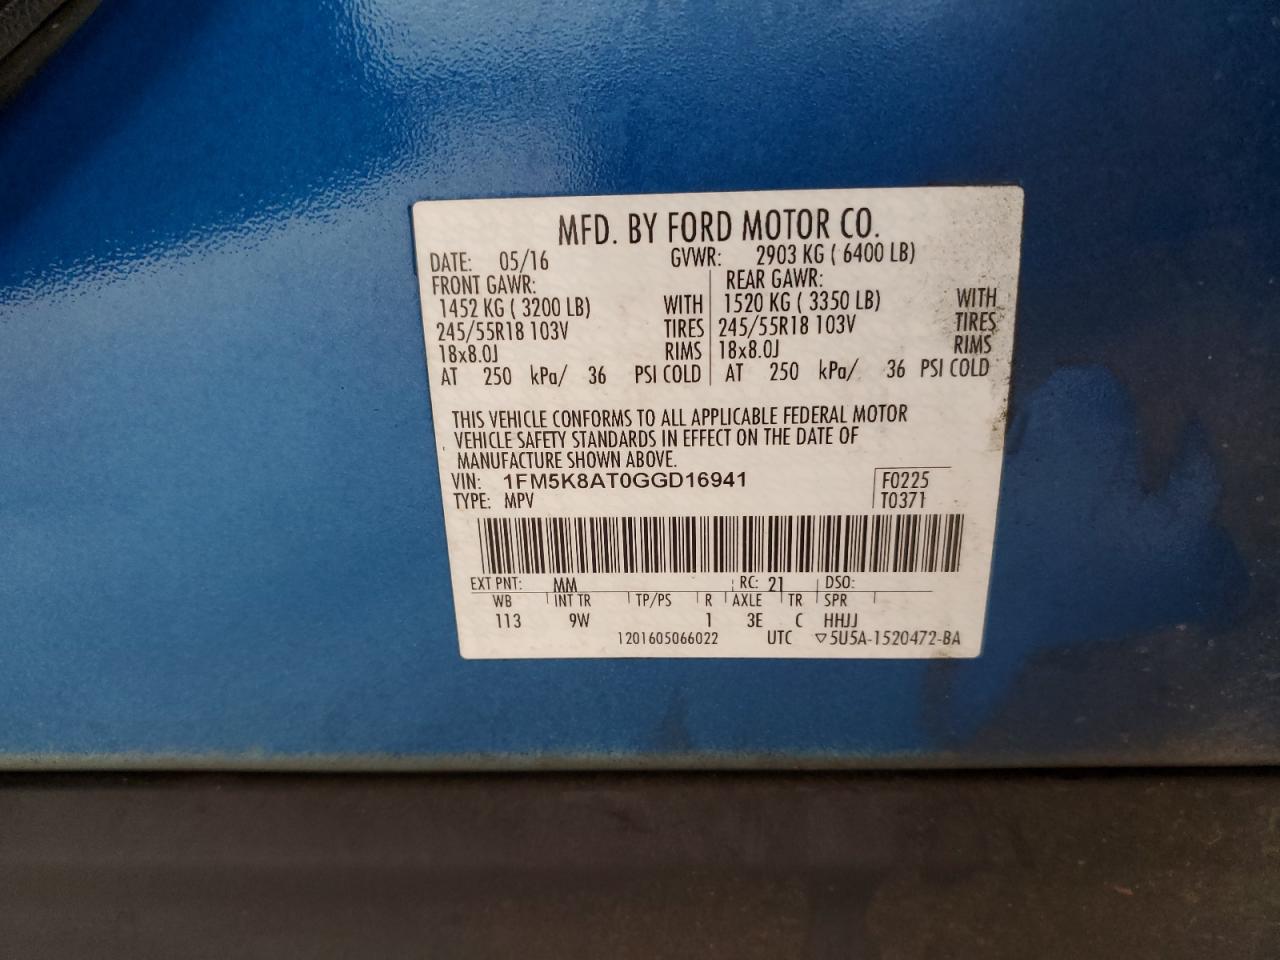 MFD. BY FORD MOTOR CO.
DATE: 05/16 GVWR: 2903 KG ( 6400 LB)
FRONT GAWR: REAR GAWR:
1452 KG ( 3200 LB) WITH 1520 KG ( 3350 LB) WITH
245/55R18 103V TIRES 245/55R18 103V TIRES
18x8.0J RIMS 18x8.0J RIMS
AT 250 kPa/ 36 PSI COLD AT 250 kPa/ 36 PSI COLD
THIS VEHICLE CONFORMS TO ALL APPLICABLE FEDERAL MOTOR
VEHICLE SAFETY STANDARDS IN EFFECT ON THE DATE OF
MANUFACTURE SHOWN ABOVE.
VIN: 1FM5K8AT0GGD16941 F0225
TYPE: MPV T0371
EXT PNT: MM RC: 21 DSO:
WB INT TR TP/PS R AXLE TR SPR
113 9W 1 3E C HHJJ
1201605066022 UTC ▽5U5A-1520472-BA